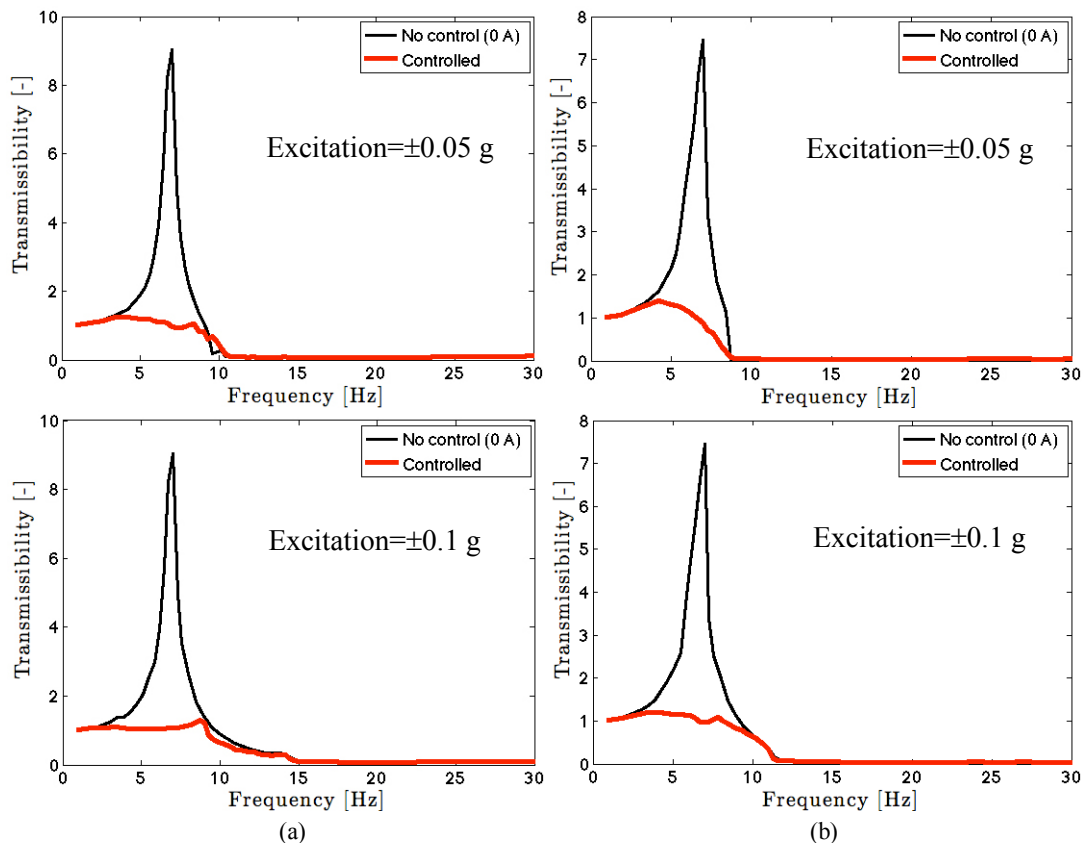 10
8
6
4
2
0
Transmissibility [-]
No control (0 A)
Controlled
Excitation=±0.05 g
0 5 10 15 20 25 30
Frequency [Hz]
8
7
6
5
4
3
2
1
0
Transmissibility [-]
No control (0 A)
Controlled
Excitation=±0.05 g
0 5 10 15 20 25 30
Frequency [Hz]
10
8
6
4
2
0
Transmissibility [-]
No control (0 A)
Controlled
Excitation=±0.1 g
0 5 10 15 20 25 30
Frequency [Hz]
(a)
8
7
6
5
4
3
2
1
0
Transmissibility [-]
No control (0 A)
Controlled
Excitation=±0.1 g
0 5 10 15 20 25 30
Frequency [Hz]
(b)